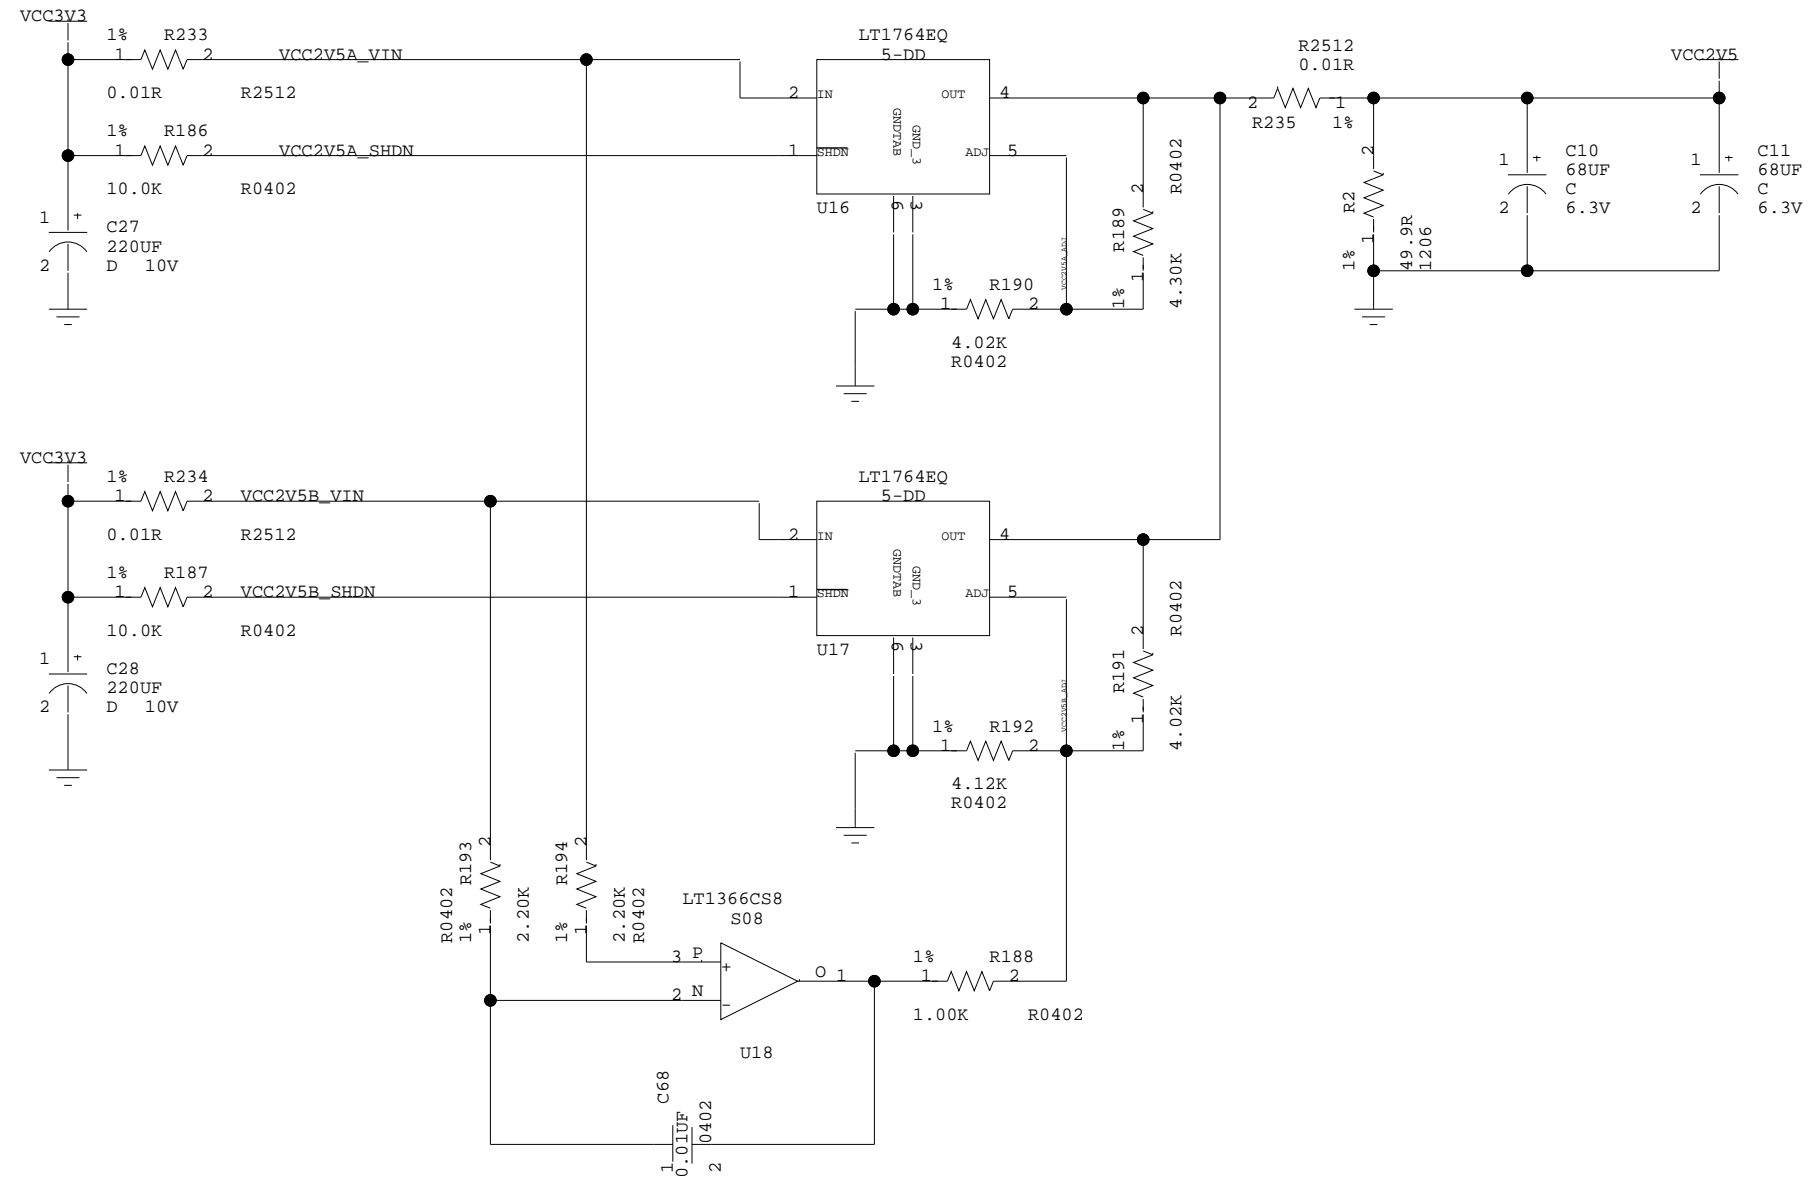 VCC3V3
1% R233
1 2 VCC2V5A_VIN
0.01R R2512
1% R186
1 2 VCC2V5A_SHDN
10.0K R0402
1 +
C27
220UF
2 D 10V
LT1764EQ
5-DD
2 IN OUT 4
GNDTAB
GND_3
1 SHDN ADJ 5
U16
6 3
1% R190
1 2
4.02K
R0402
VCC2V5A_ADJ
R189
2
1
1%
4.30K
R0402
R2512
0.01R
2 1
R235 1%
VCC2V5
2
R2
1
1%
49.9R
1206
1 +
C10
68UF
C
2 6.3V
1 +
C11
68UF
C
2 6.3V
VCC3V3
1% R234
1 2 VCC2V5B_VIN
0.01R R2512
1% R187
1 2 VCC2V5B_SHDN
10.0K R0402
1 +
C28
220UF
2 D 10V
LT1764EQ
5-DD
2 IN OUT 4
GNDTAB
GND_3
1 SHDN ADJ 5
U17
6 3
1% R192
1 2
4.12K
R0402
VCC2V5B_ADJ
R191
2
1
1%
4.02K
R0402
R193
2
1
R0402
1%
2.20K
R194
2
1
1%
2.20K
R0402
LT1366CS8
S08
3 P +
2 N -
O 1
U18
1% R188
1 2
1.00K R0402
C68
0.01UF
0402
1 2